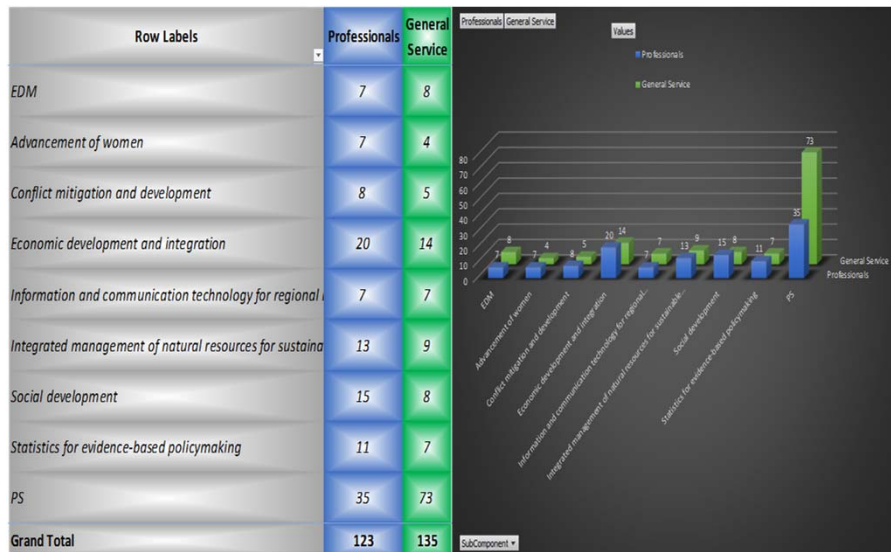 Row Labels Professionals General Service
EDM 7 8
Advancement of women 7 4
Conflict mitigation and development 8 5
Economic development and integration 20 14
Information and communication technology for regional 7 7
Integrated management of natural resources for sustaina 13 9
Social development 15 8
Statistics for evidence-based policymaking 11 7
PS 35 73
Grand Total 123 135
Professionals General Service
Values
Professionals
General Service
80
70
60
50
40
30
20
10
0
7 8 7 4 8 5 20 14 7 7 13 9 15 8 11 7 35 73
General Service
Professionals
EDM
Advancement of women
Conflict mitigation and development
Economic development and integration
Information and communication technology for regional...
Integrated management of natural resources for sustainable...
Social development
Statistics for evidence-based policymaking
PS
SubComponent